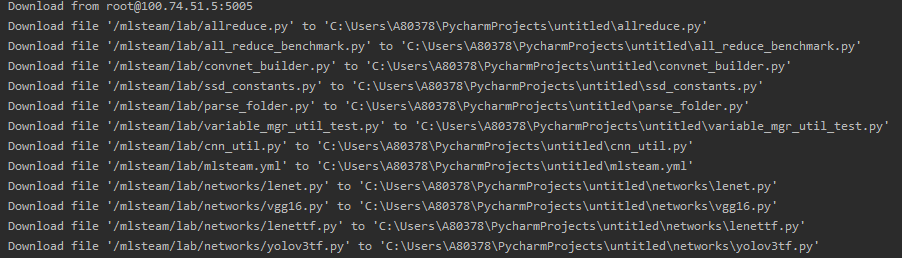 Download from root@100.74.51.5:5005
Download file '/mlsteam/lab/allreduce.py' to 'C:\Users\A80378\PycharmProjects\untitled\allreduce.py'
Download file '/mlsteam/lab/all_reduce_benchmark.py' to 'C:\Users\A80378\PycharmProjects\untitled\all_reduce_benchmark.py'
Download file '/mlsteam/lab/convnet_builder.py' to 'C:\Users\A80378\PycharmProjects\untitled\convnet_builder.py'
Download file '/mlsteam/lab/ssd_constants.py' to 'C:\Users\A80378\PycharmProjects\untitled\ssd_constants.py'
Download file '/mlsteam/lab/parse_folder.py' to 'C:\Users\A80378\PycharmProjects\untitled\parse_folder.py'
Download file '/mlsteam/lab/variable_mgr_util_test.py' to 'C:\Users\A80378\PycharmProjects\untitled\variable_mgr_util_test.py'
Download file '/mlsteam/lab/cnn_util.py' to 'C:\Users\A80378\PycharmProjects\untitled\cnn_util.py'
Download file '/mlsteam/lab/mlsteam.yml' to 'C:\Users\A80378\PycharmProjects\untitled\mlsteam.yml'
Download file '/mlsteam/lab/networks/lenet.py' to 'C:\Users\A80378\PycharmProjects\untitled\networks\lenet.py'
Download file '/mlsteam/lab/networks/vgg16.py' to 'C:\Users\A80378\PycharmProjects\untitled\networks\vgg16.py'
Download file '/mlsteam/lab/networks/lenettf.py' to 'C:\Users\A80378\PycharmProjects\untitled\networks\lenettf.py'
Download file '/mlsteam/lab/networks/yolov3tf.py' to 'C:\Users\A80378\PycharmProjects\untitled\networks\yolov3tf.py'